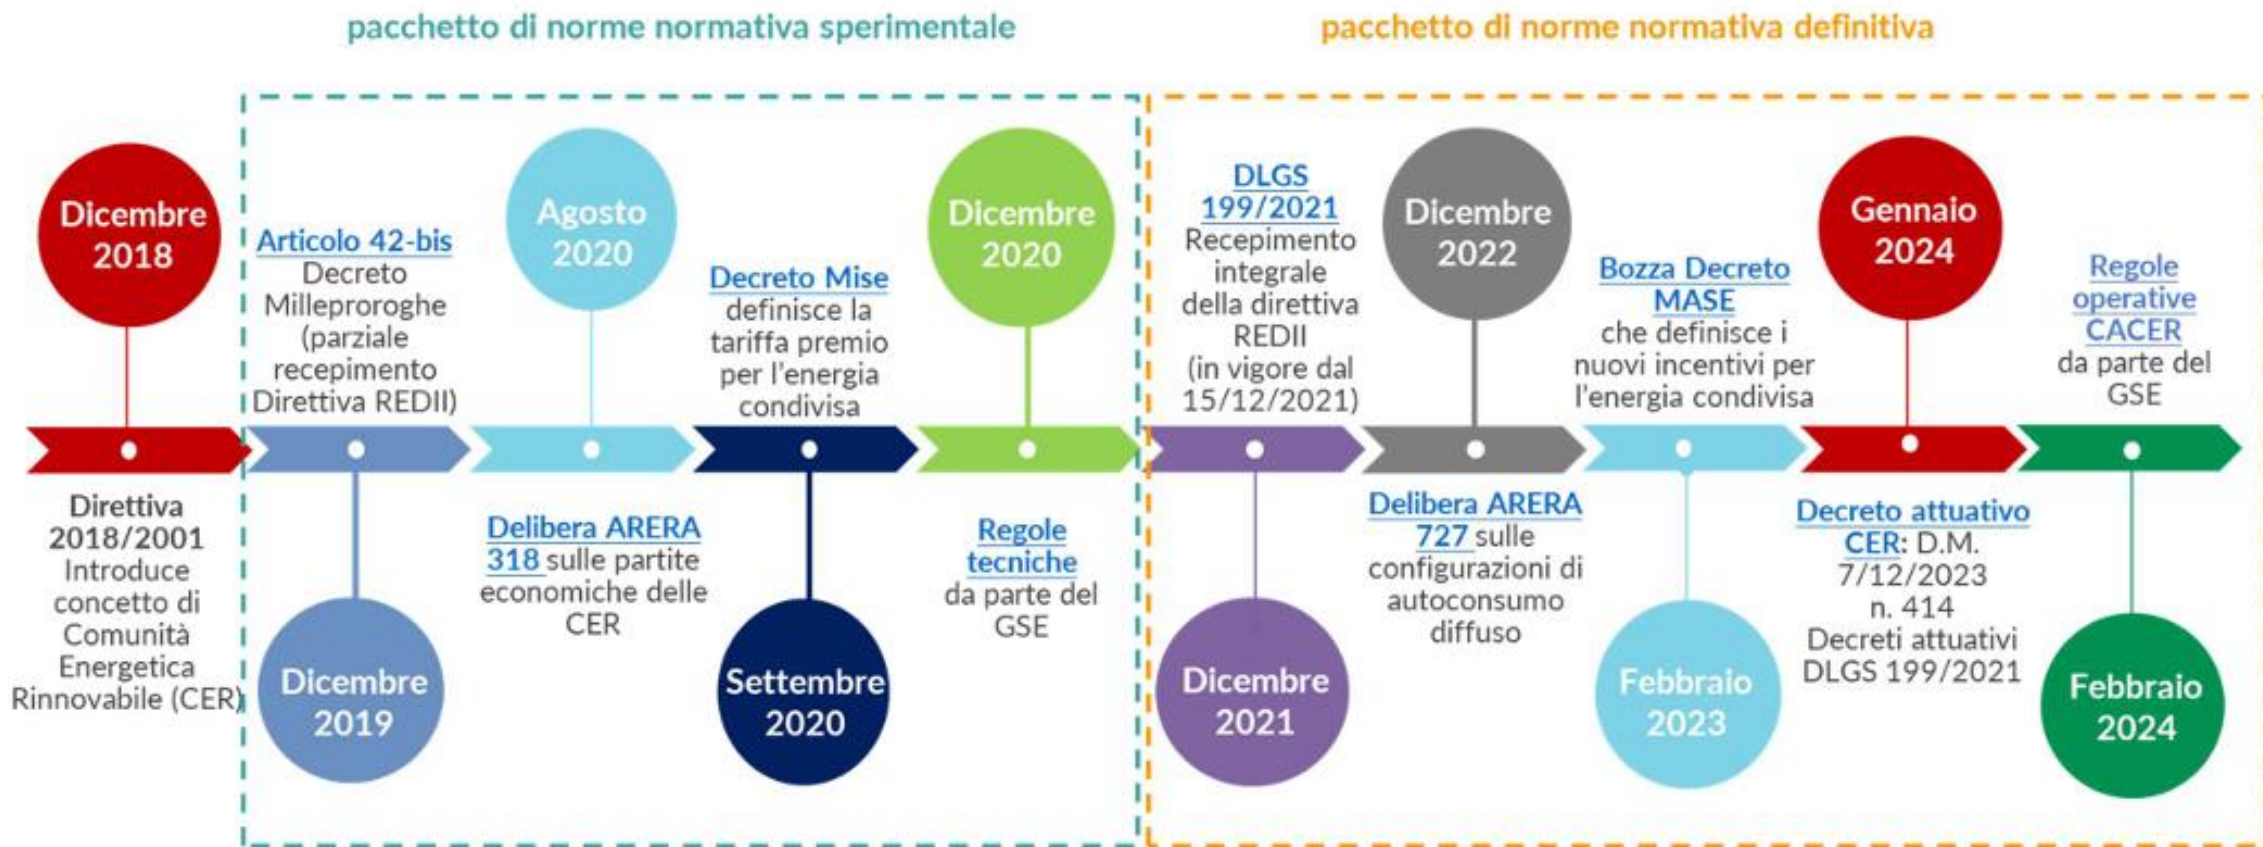 pacchetto di norme normativa sperimentale
pacchetto di norme normativa definitiva
Dicembre
2018
Direttiva
2018/2001
Introduce
concetto di
Comunità
Energetica
Rinnovabile (CER)
Articolo 42-bis
Decreto
Milleproroghe
(parziale
recepimento
Direttiva REDII)
Dicembre
2019
Agosto
2020
Delibera ARERA
318 sulle partite
economiche delle
CER
Decreto Mise
definisce la
tariffa premio
per l'energia
condivisa
Settembre
2020
Dicembre
2020
Regole
tecniche
da parte del
GSE
DLGS
199/2021
Recepimento
integrale
della direttiva
REDII
(in vigore dal
15/12/2021)
Dicembre
2021
Dicembre
2022
Delibera ARERA
727 sulle
configurazioni di
autoconsumo
diffuso
Bozza Decreto
MASE
che definisce i
nuovi incentivi per
l'energia condivisa
Febbraio
2023
Gennaio
2024
Decreto attuativo
CER: D.M.
7/12/2023
n. 414
Decreti attuativi
DLGS 199/2021
Regole
operative
CACER
da parte del
GSE
Febbraio
2024